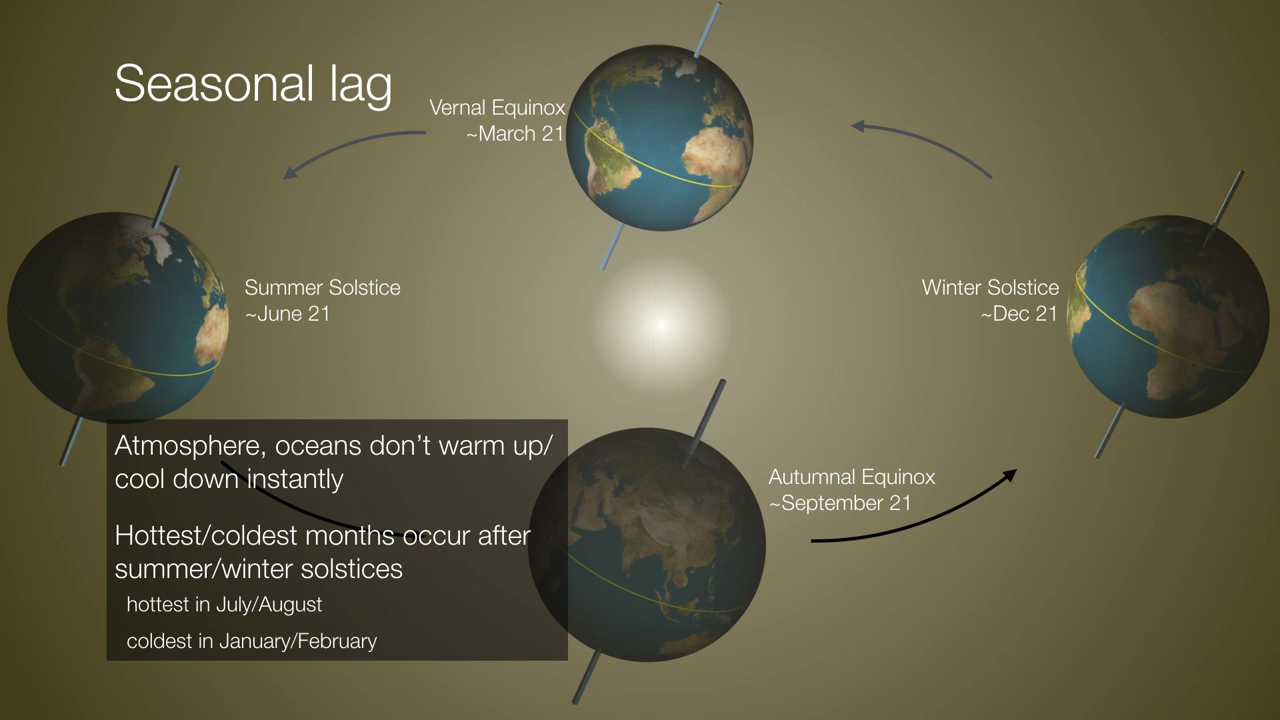 Seasonal lag
Vernal Equinox
~March 21
Summer Solstice
~June 21
Winter Solstice
~Dec 21
Atmosphere, oceans don’t warm up/
cool down instantly
Hottest/coldest months occur after
summer/winter solstices
hottest in July/August
coldest in January/February
Autumnal Equinox
~September 21